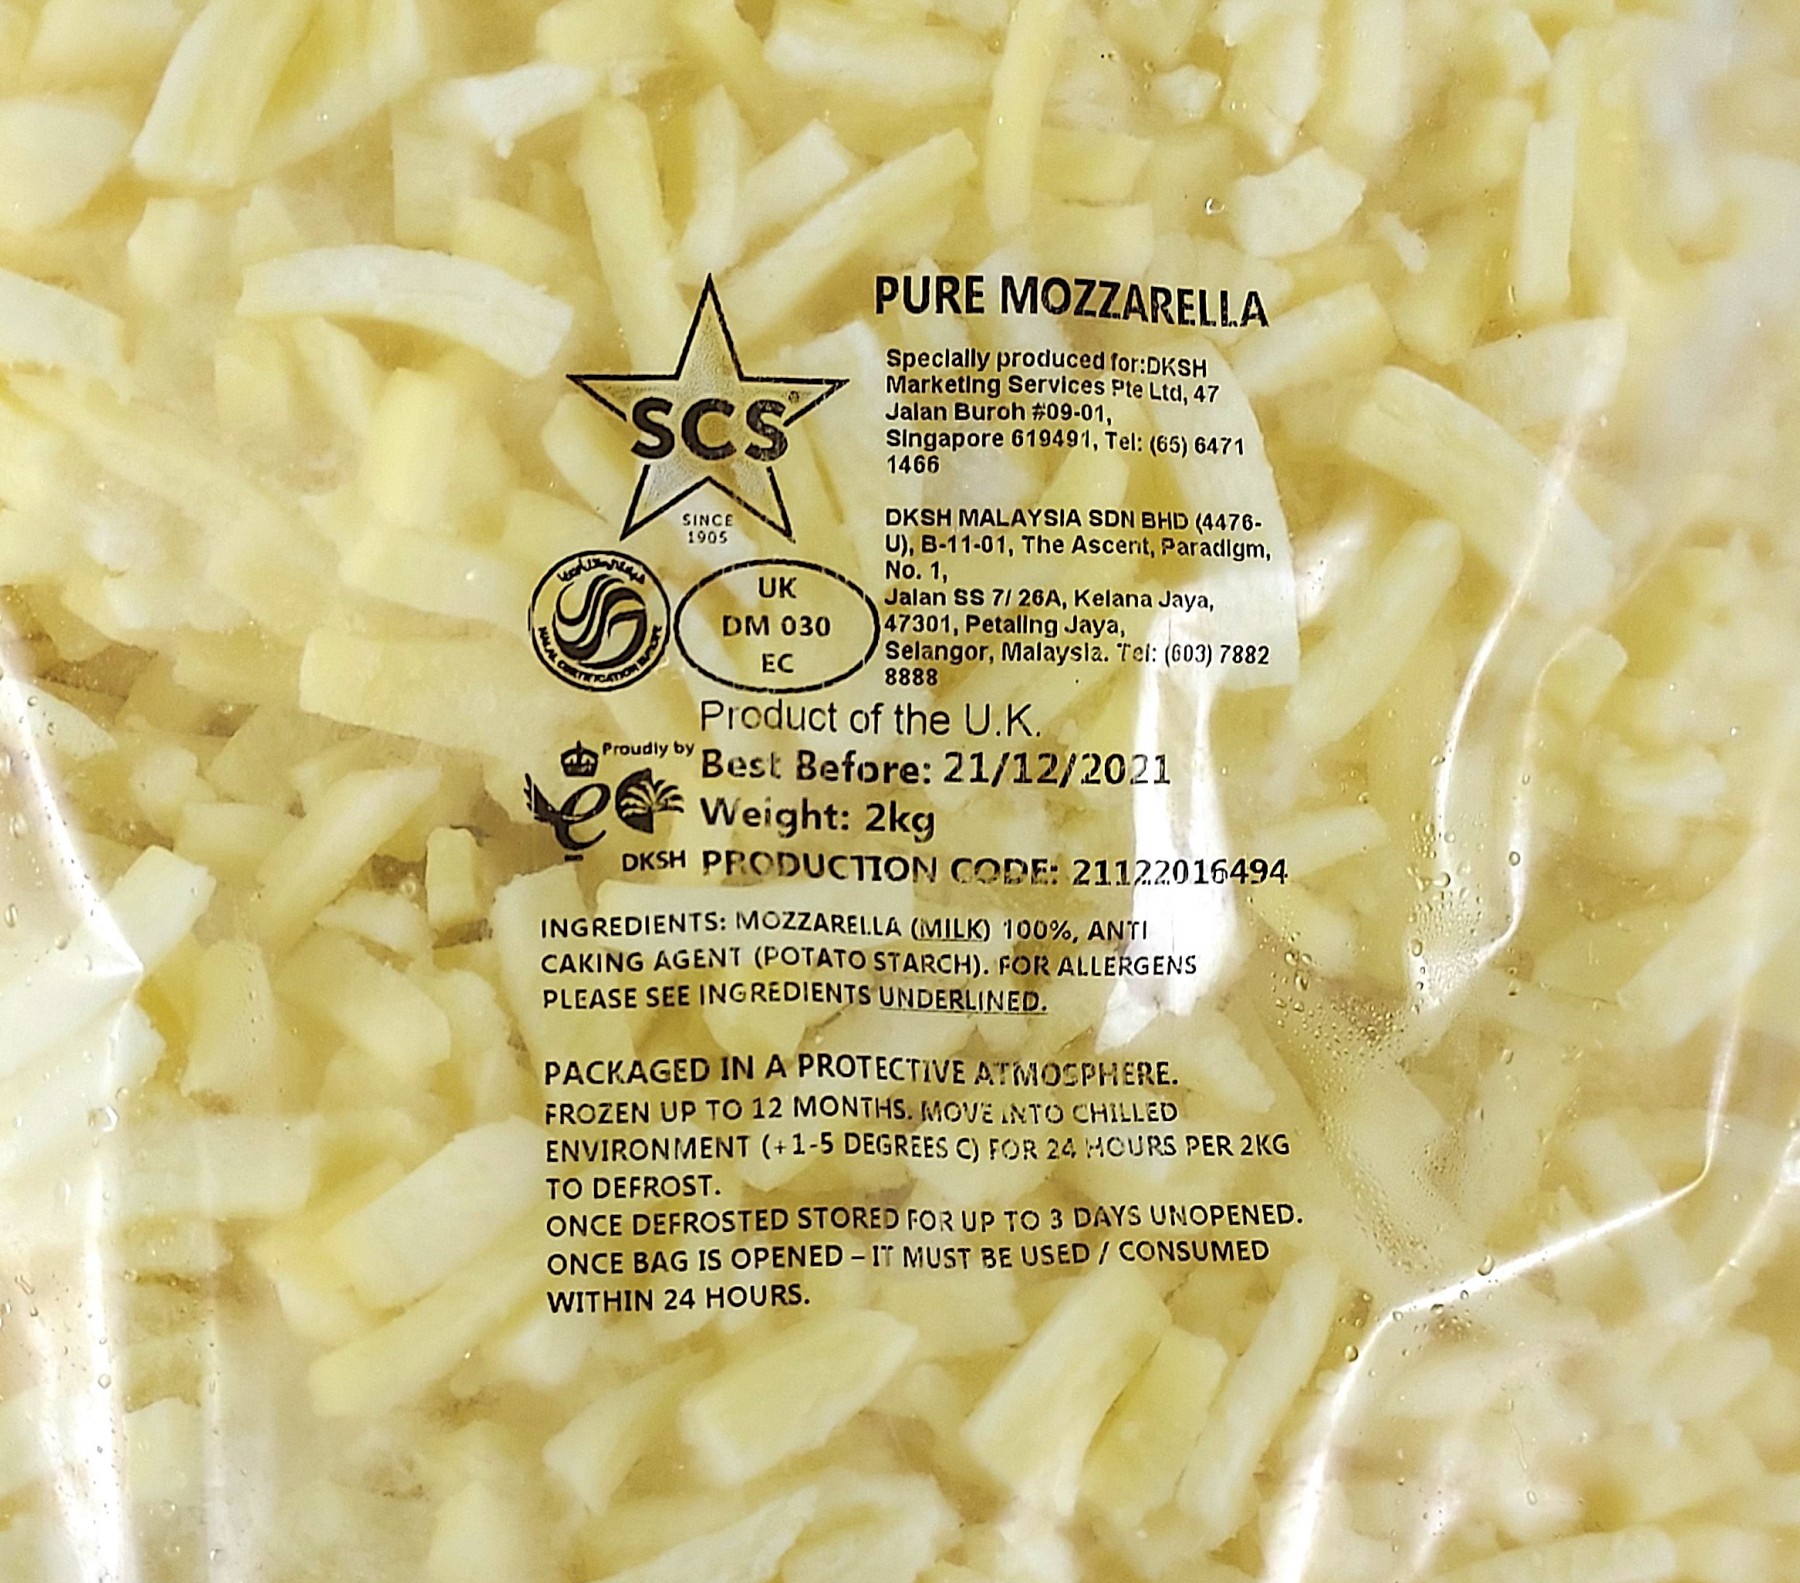 PURE MOZZARELLA
SCS®
SINCE
1905
Specially produced for:DKSH
Marketing Services Pte Ltd, 47
Jalan Buroh #09-01,
Singapore 619491, Tel: (65) 6471
1466
DKSH MALAYSIA SDN BHD (4476-
U), B-11-01, The Ascent, Paradigm,
No. 1,
Jalan SS 7/ 26A, Kelana Jaya,
47301, Petaling Jaya,
Selangor, Malaysia. Tel: (603) 7882
8888
HALAL CERTIFICATION EUROPE
UK
DM 030
EC
Product of the U.K.
Proudly by
e
DKSH
Best Before: 21/12/2021
Weight: 2kg
PRODUCTION CODE: 21122016494
INGREDIENTS: MOZZARELLA (MILK) 100%, ANTI
CAKING AGENT (POTATO STARCH). FOR ALLERGENS
PLEASE SEE INGREDIENTS UNDERLINED.
PACKAGED IN A PROTECTIVE ATMOSPHERE.
FROZEN UP TO 12 MONTHS. MOVE INTO CHILLED
ENVIRONMENT (+1-5 DEGREES C) FOR 24 HOURS PER 2KG
TO DEFROST.
ONCE DEFROSTED STORED FOR UP TO 3 DAYS UNOPENED.
ONCE BAG IS OPENED – IT MUST BE USED / CONSUMED
WITHIN 24 HOURS.